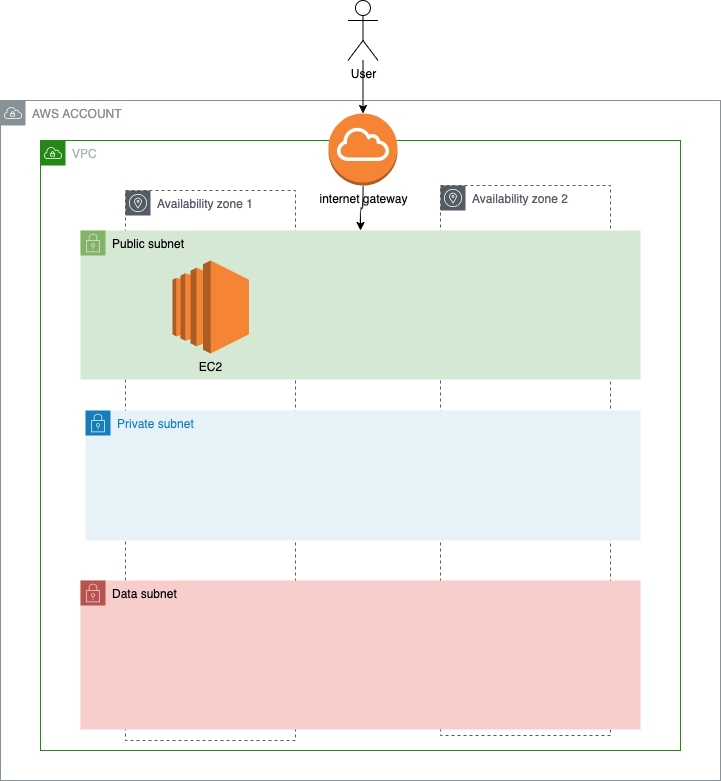 User
AWS ACCOUNT
VPC
internet gateway
Availability zone 1
Availability zone 2
Public subnet
EC2
Private subnet
Data subnet